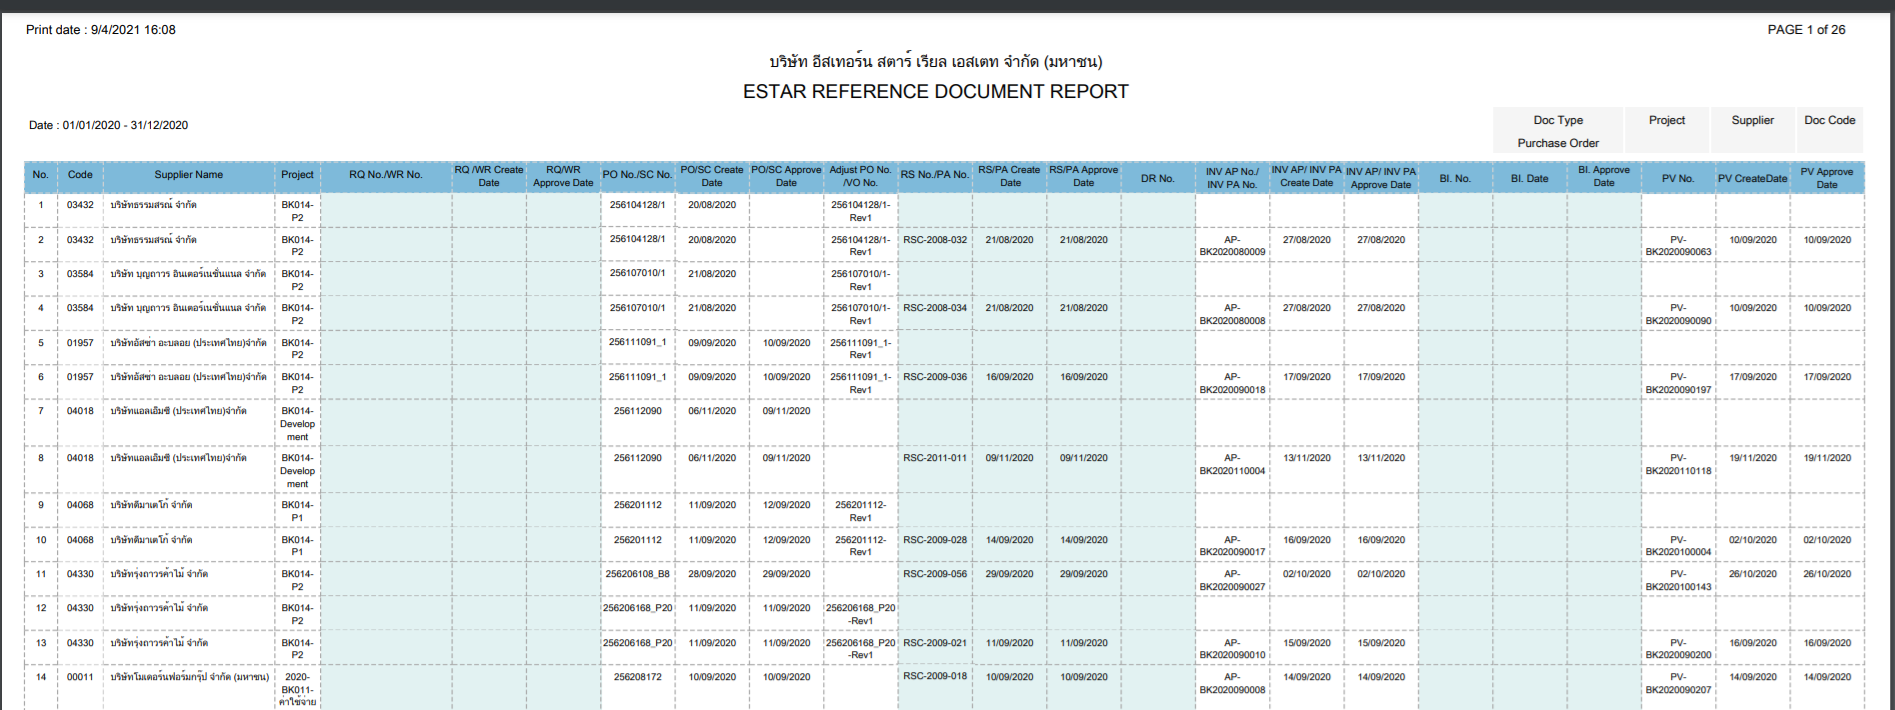 Print date : 9/4/2021 16:08
PAGE 1 of 26
บริษัท อีสเทอร์น สตาร์ เรียล เอสเตท จำกัด (มหาชน)
ESTAR REFERENCE DOCUMENT REPORT
Date : 01/01/2020 - 31/12/2020
Doc Type Project Supplier Doc Code
Purchase Order
No. Code Supplier Name Project RQ No./WR No. RQ /WR Create Date RQ/WR Approve Date PO No./SC No. PO/SC Create Date PO/SC Approve Date Adjust PO No. /VO No. RS No./PA No. RS/PA Create Date RS/PA Approve Date DR No. INV AP No./ INV PA No. INV AP/ INV PA Create Date INV AP/ INV PA Approve Date BI. No. BI. Date BI. Approve Date PV No. PV CreateDate PV Approve Date
1 03432 บริษัทธรรมสรณ์ จำกัด BK014-P2 256104128/1 20/08/2020 256104128/1-Rev1
2 03432 บริษัทธรรมสรณ์ จำกัด BK014-P2 256104128/1 20/08/2020 256104128/1-Rev1 RSC-2008-032 21/08/2020 21/08/2020 AP-BK2020080009 27/08/2020 27/08/2020 PV-BK2020090063 10/09/2020 10/09/2020
3 03584 บริษัท บุญถาวร อินเตอร์เนชั่นแนล จำกัด BK014-P2 256107010/1 21/08/2020 256107010/1-Rev1
4 03584 บริษัท บุญถาวร อินเตอร์เนชั่นแนล จำกัด BK014-P2 256107010/1 21/08/2020 256107010/1-Rev1 RSC-2008-034 21/08/2020 21/08/2020 AP-BK2020080008 27/08/2020 27/08/2020 PV-BK2020090090 10/09/2020 10/09/2020
5 01957 บริษัทอัสซ่า อะบลอย (ประเทศไทย)จำกัด BK014-P2 256111091_1 09/09/2020 10/09/2020 256111091_1-Rev1
6 01957 บริษัทอัสซ่า อะบลอย (ประเทศไทย)จำกัด BK014-P2 256111091_1 09/09/2020 10/09/2020 256111091_1-Rev1 RSC-2009-036 16/09/2020 16/09/2020 AP-BK2020090018 17/09/2020 17/09/2020 PV-BK2020090197 17/09/2020 17/09/2020
7 04018 บริษัทแอลเอ็มซี (ประเทศไทย)จำกัด BK014-Development 256112090 06/11/2020 09/11/2020
8 04018 บริษัทแอลเอ็มซี (ประเทศไทย)จำกัด BK014-Development 256112090 06/11/2020 09/11/2020 RSC-2011-011 09/11/2020 09/11/2020 AP-BK2020110004 13/11/2020 13/11/2020 PV-BK2020110118 19/11/2020 19/11/2020
9 04068 บริษัทตีมาเตโก้ จำกัด BK014-P1 256201112 11/09/2020 12/09/2020 256201112-Rev1
10 04068 บริษัทตีมาเตโก้ จำกัด BK014-P1 256201112 11/09/2020 12/09/2020 256201112-Rev1 RSC-2009-028 14/09/2020 14/09/2020 AP-BK2020090017 16/09/2020 16/09/2020 PV-BK2020100004 02/10/2020 02/10/2020
11 04330 บริษัทรุ่งถาวรค้าไม้ จำกัด BK014-P2 256206108_B8 28/09/2020 29/09/2020 RSC-2009-056 29/09/2020 29/09/2020 AP-BK2020090027 02/10/2020 02/10/2020 PV-BK2020100143 26/10/2020 26/10/2020
12 04330 บริษัทรุ่งถาวรค้าไม้ จำกัด BK014-P2 256206168_P20 11/09/2020 11/09/2020 256206168_P20-Rev1
13 04330 บริษัทรุ่งถาวรค้าไม้ จำกัด BK014-P2 256206168_P20 11/09/2020 11/09/2020 256206168_P20-Rev1 RSC-2009-021 11/09/2020 11/09/2020 AP-BK2020090010 15/09/2020 15/09/2020 PV-BK2020090200 16/09/2020 16/09/2020
14 00011 บริษัทโมเดอร์นฟอร์มกรุ๊ป จำกัด (มหาชน) 2020-BK011-ค่าใช้จ่าย 256208172 10/09/2020 10/09/2020 RSC-2009-018 10/09/2020 10/09/2020 AP-BK2020090008 14/09/2020 14/09/2020 PV-BK2020090207 14/09/2020 14/09/2020